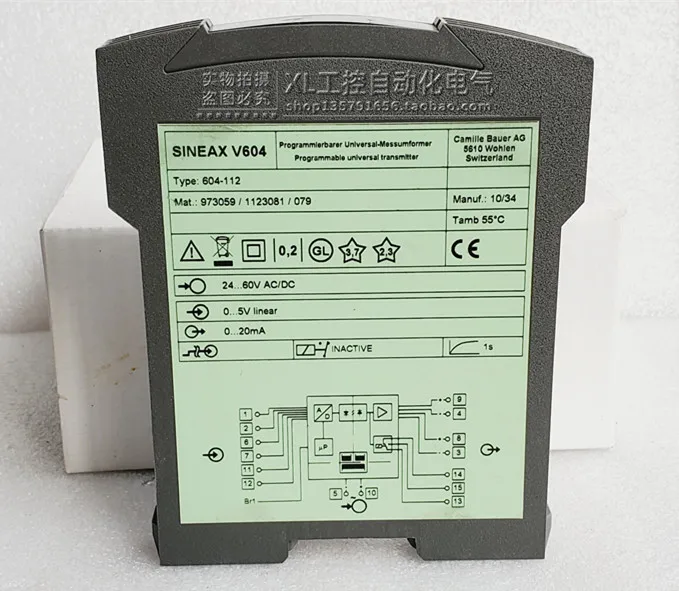 实物拍摄
盗图必究
XL工控自动化电气
shop135791656.taobao.com
SINEAX V604
Programmierbarer Universal-Messumformer
Programmable universal transmitter
Camille Bauer AG
5610 Wohlen
Switzerland
Type: 604-112
Mat.: 973059 / 1123081 / 079
Manuf.: 10/34
Tamb 55°C
0,2
GL
3,7
2,3
CE
24...60V AC/DC
0...5V linear
0...20mA
INACTIVE
1s
1
2
6
7
11
12
Br1
A/D
µP
5
~
10
9
4
8
3
14
15
13